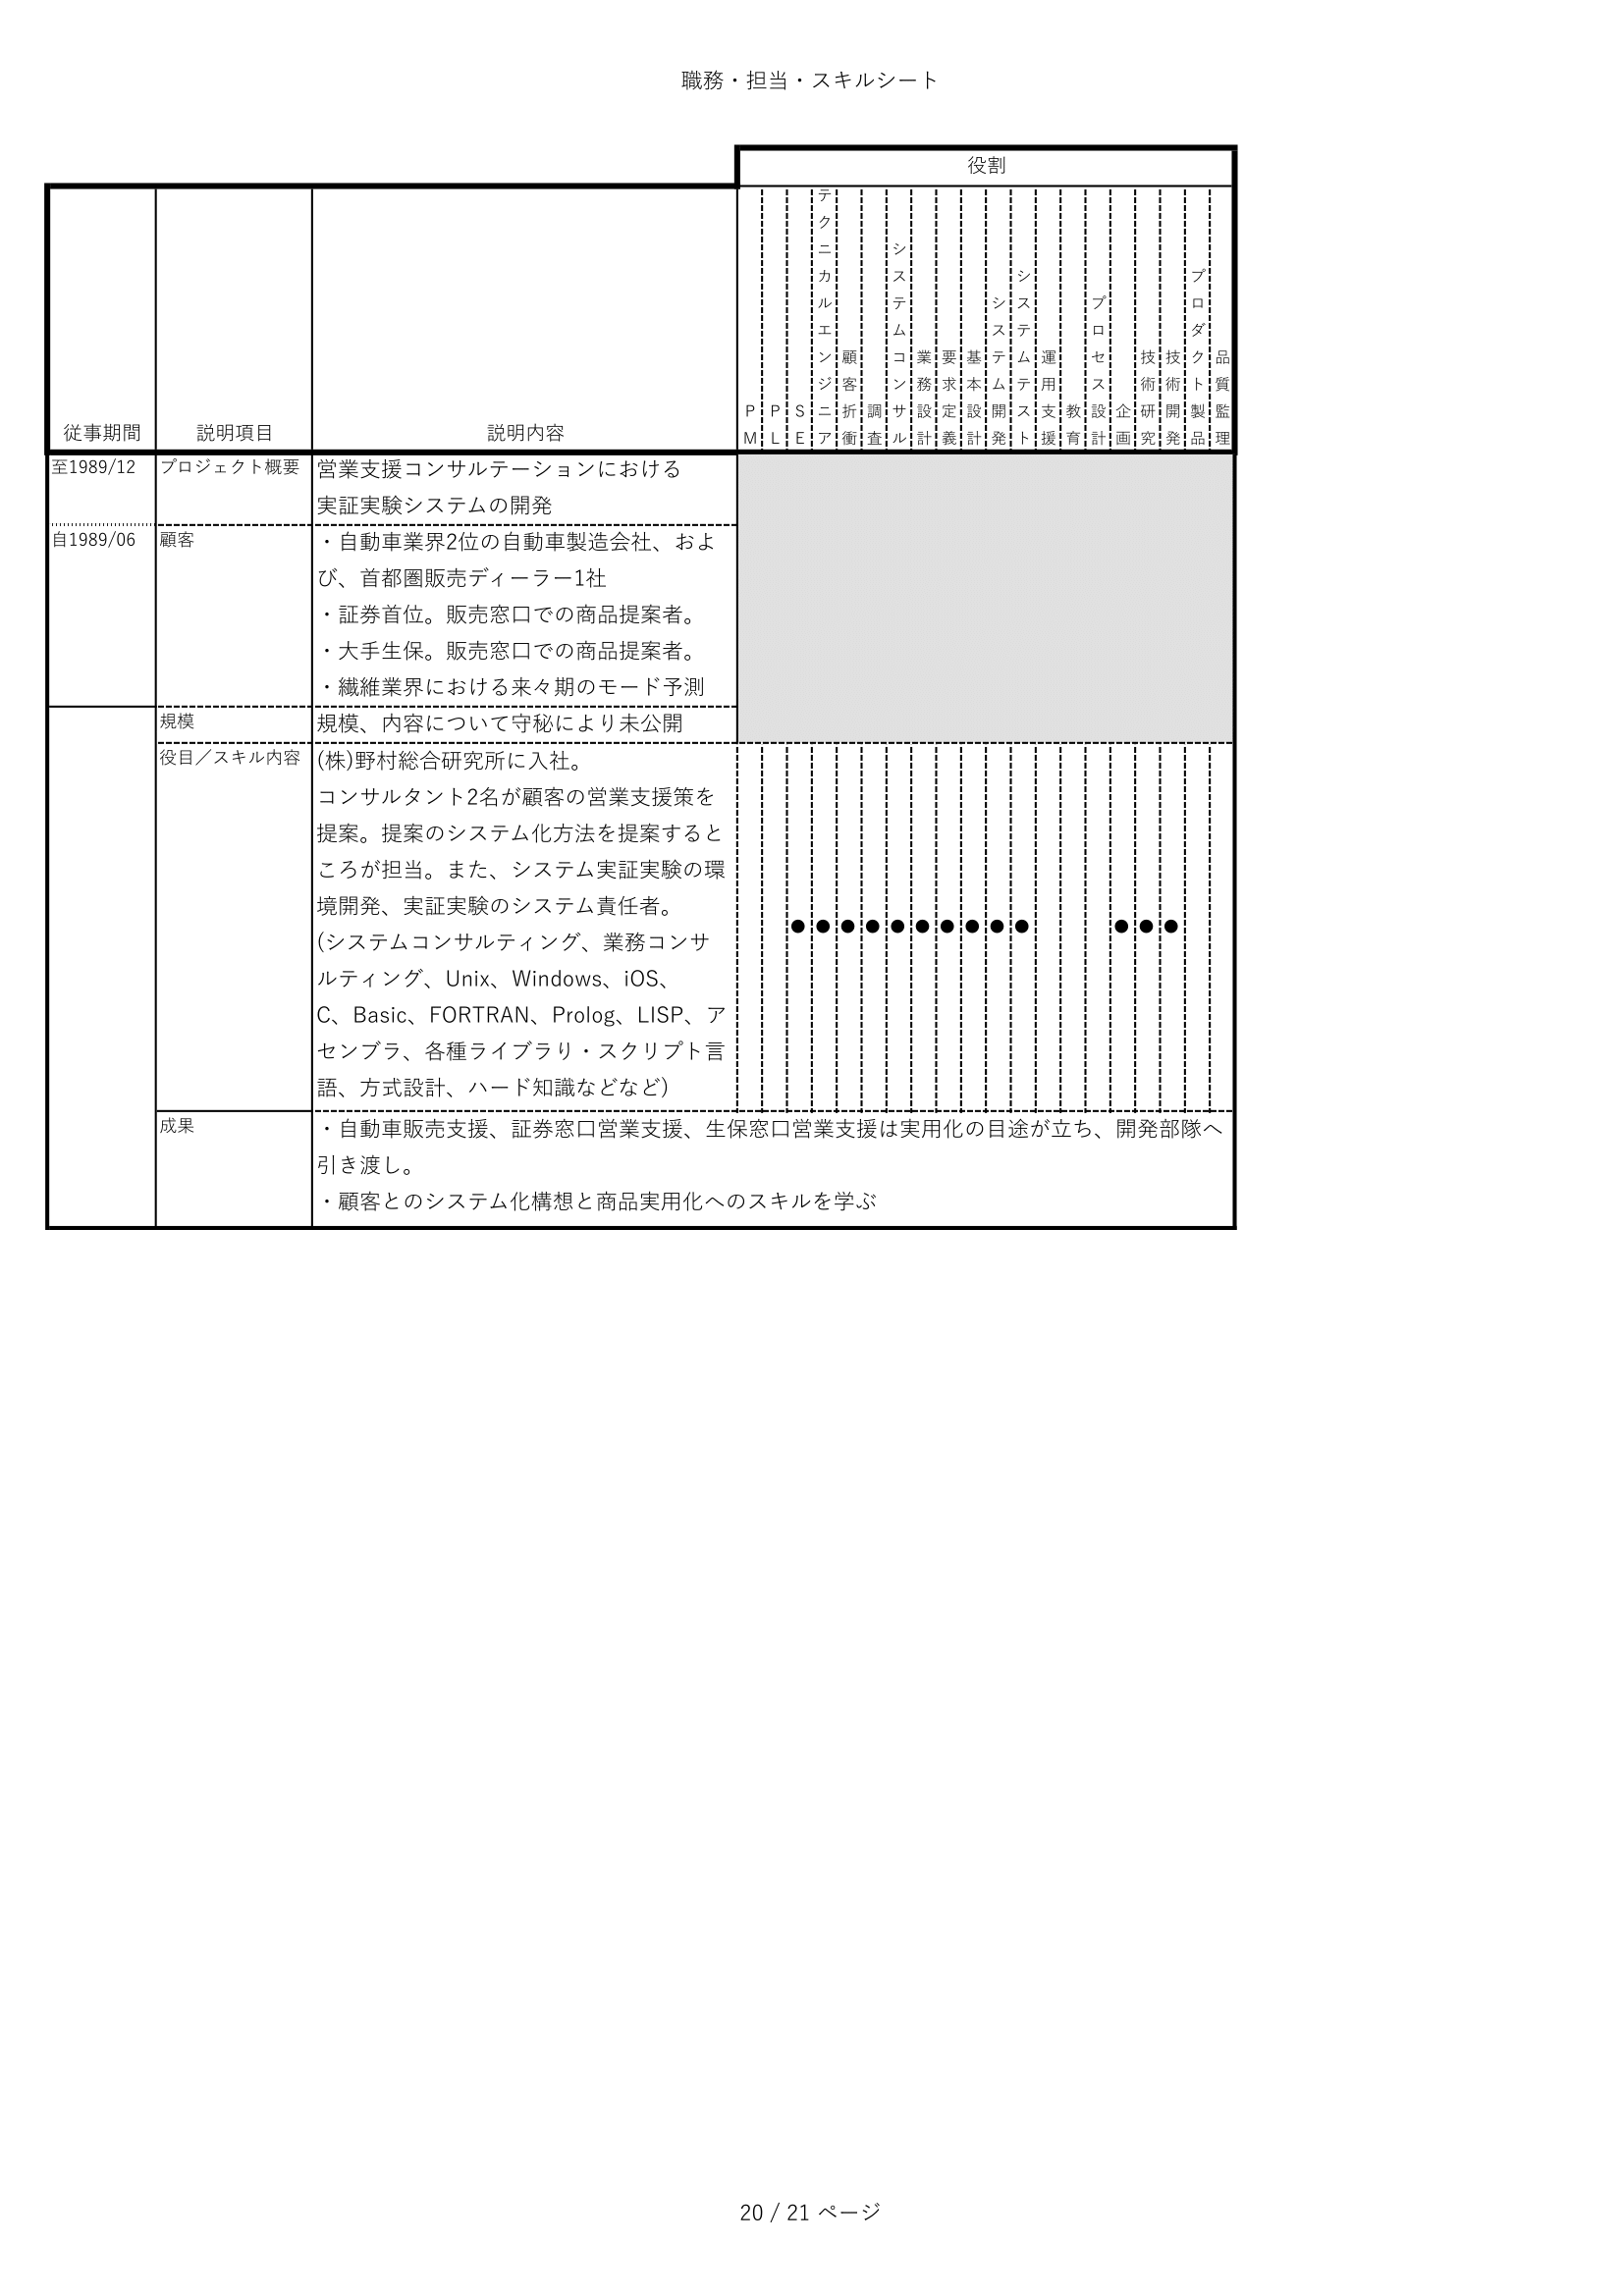 職務・担当・スキルシート
役割
従事期間 説明項目 説明内容 PM PL SE テクニカルエンジニア 顧客折衝 調査 システムコンサル 業務設計 要求定義 基本設計 システム開発 システムテスト 運用支援 教育 プロセス設計 企画 技術研究 技術開発 プロダクト製品 品質監理
至1989/12 プロジェクト概要 営業支援コンサルテーションにおける
実証実験システムの開発
自1989/06 顧客 ・自動車業界2位の自動車製造会社、およ
び、首都圏販売ディーラー1社
・証券首位。販売窓口での商品提案者。
・大手生保。販売窓口での商品提案者。
・繊維業界における来々期のモード予測
規模 規模、内容について守秘により未公開
役目／スキル内容 (株)野村総合研究所に入社。
コンサルタント2名が顧客の営業支援策を
提案。提案のシステム化方法を提案すると
ころが担当。また、システム実証実験の環
境開発、実証実験のシステム責任者。
● ● ● ● ● ● ● ● ● ● ● ● ●
(システムコンサルティング、業務コンサ
ルティング、Unix、Windows、iOS、
C、Basic、FORTRAN、Prolog、LISP、ア
センブラ、各種ライブラり・スクリプト言
語、方式設計、ハード知識などなど)
成果 ・自動車販売支援、証券窓口営業支援、生保窓口営業支援は実用化の目途が立ち、開発部隊へ
引き渡し。
・顧客とのシステム化構想と商品実用化へのスキルを学ぶ
20 / 21 ページ